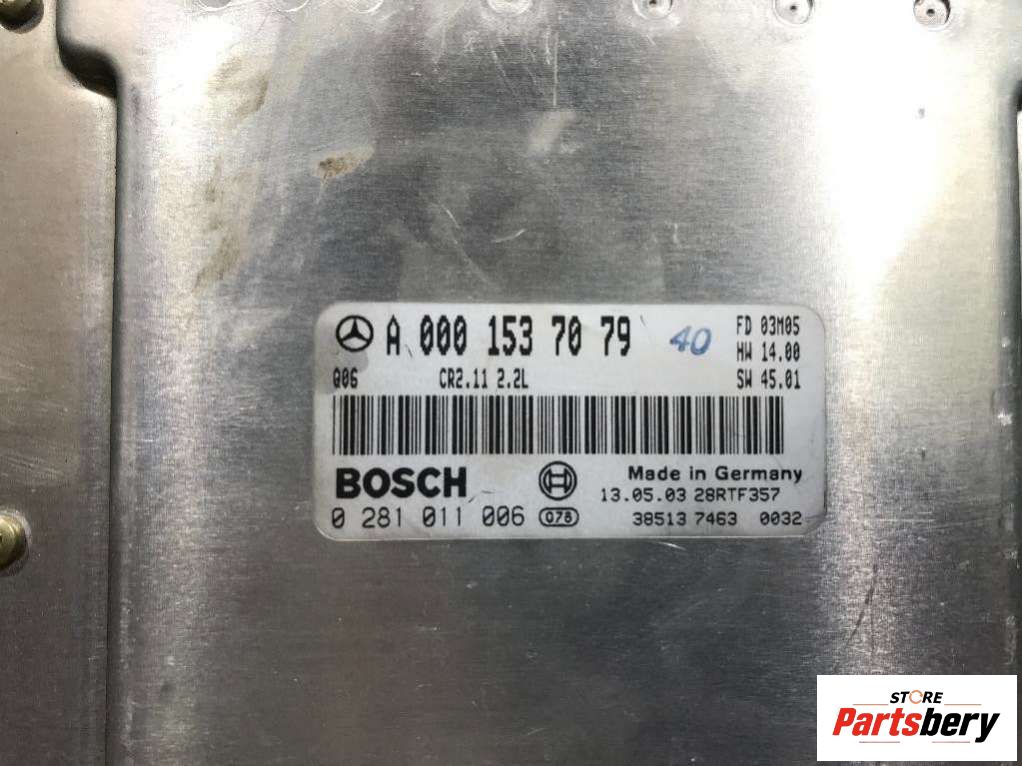 A 000 153 70 79 40 FD 03M05
HW 14.00
Q06 CR2.11 2.2L SW 45.01
BOSCH Made in Germany
13.05.03 28RTF357
0 281 011 006 Q76 38513 7463 0032
STORE
Partsbery